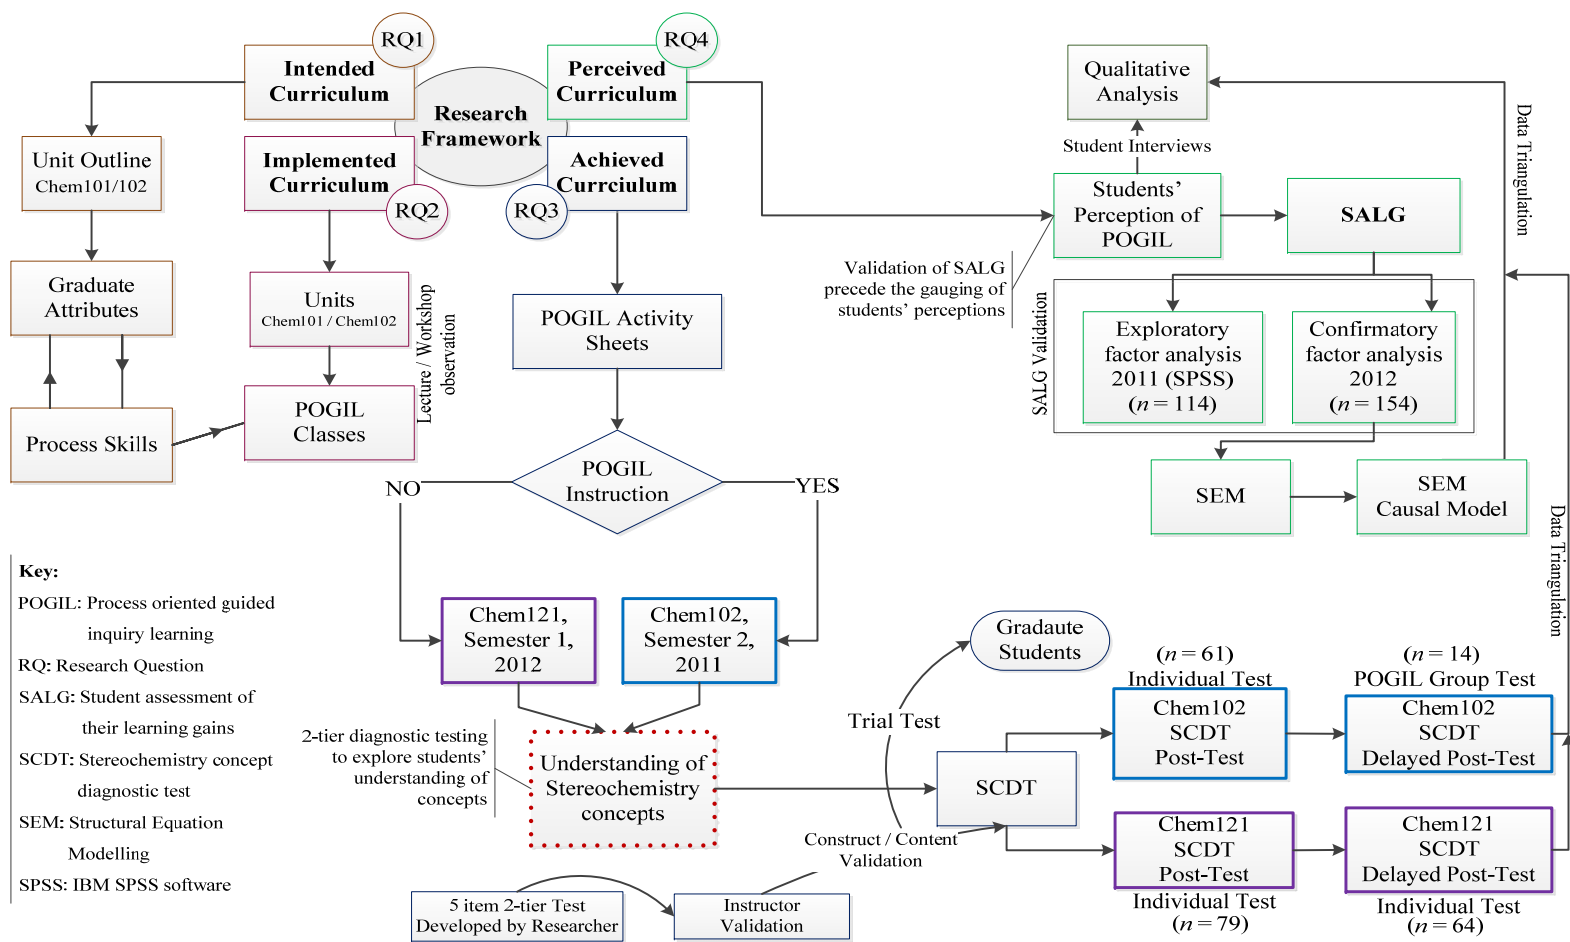 RQ1
Intended
Curriculum
RQ4
Perceived
Curriculum
Research
Framework
Implemented
Curriculum
RQ2
Achieved
Currciulum
RQ3
Unit Outline
Chem101/102
Graduate
Attributes
Process Skills
Units
Chem101 / Chem102
POGIL
Classes
Lecture / Workshop
observation
POGIL Activity
Sheets
POGIL
Instruction
NO
YES
Chem121,
Semester 1,
2012
Chem102,
Semester 2,
2011
2-tier diagnostic testing
to explore students'
understanding of
concepts
Understanding of
Stereochemistry
concepts
Qualitative
Analysis
Student Interviews
Students'
Perception of
POGIL
SALG
Validation of SALG
precede the gauging of
students' perceptions
SALG Validation
Exploratory
factor analysis
2011 (SPSS)
(n = 114)
Confirmatory
factor analysis
2012
(n = 154)
SEM
SEM
Causal Model
Data Triangulation
Data Triangulation
Gradaute
Students
Trial Test
SCDT
Construct / Content
Validation
5 item 2-tier Test
Developed by Researcher
Instructor
Validation
(n = 61)
Individual Test
Chem102
SCDT
Post-Test
(n = 14)
POGIL Group Test
Chem102
SCDT
Delayed Post-Test
Chem121
SCDT
Post-Test
Individual Test
(n = 79)
Chem121
SCDT
Delayed Post-Test
Individual Test
(n = 64)
Key:
POGIL: Process oriented guided
inquiry learning
RQ: Research Question
SALG: Student assessment of
their learning gains
SCDT: Stereochemistry concept
diagnostic test
SEM: Structural Equation
Modelling
SPSS: IBM SPSS software